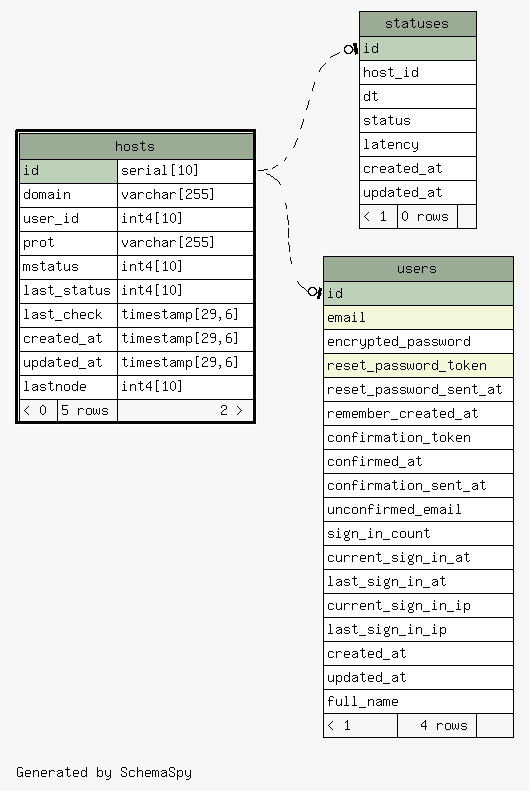 statuses
id
host_id
dt
status
latency
created_at
updated_at
< 1 0 rows
hosts
id serial[10]
domain varchar[255]
user_id int4[10]
prot varchar[255]
mstatus int4[10]
last_status int4[10]
last_check timestamp[29,6]
created_at timestamp[29,6]
updated_at timestamp[29,6]
lastnode int4[10]
< 0 5 rows 2 >
users
id
email
encrypted_password
reset_password_token
reset_password_sent_at
remember_created_at
confirmation_token
confirmed_at
confirmation_sent_at
unconfirmed_email
sign_in_count
current_sign_in_at
last_sign_in_at
current_sign_in_ip
last_sign_in_ip
created_at
updated_at
full_name
< 1 4 rows
Generated by SchemaSpy